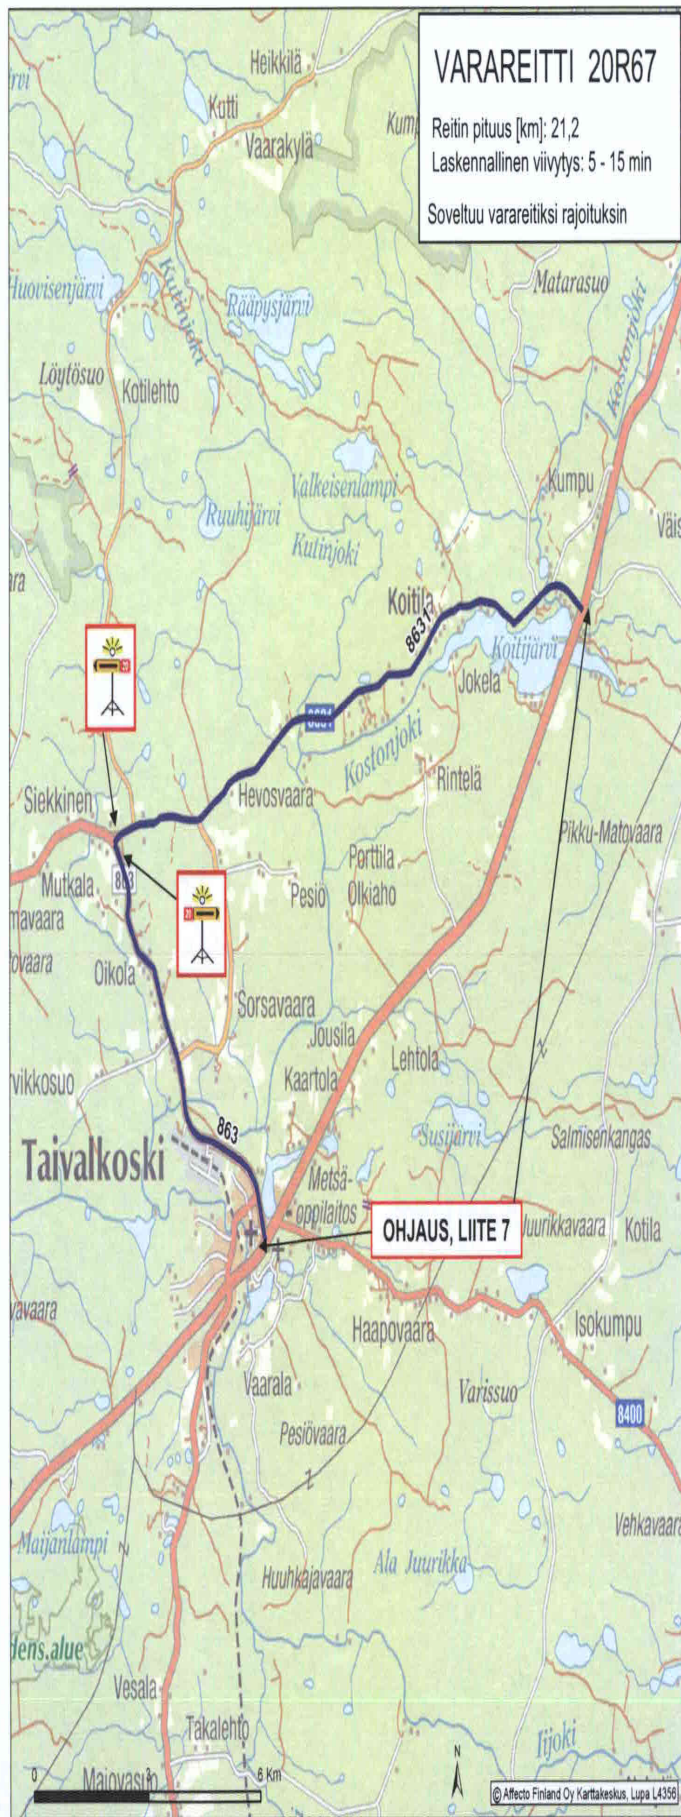 VARAREITTI 20R67
Reitin pituus [km]: 21,2
Laskennallinen viivytys: 5 - 15 min
Soveltuu varareitiksi rajoituksin
Heikkilä
Kutti
Vaarakylä
Matarasuo
Kostonjoki
Huovisenjärvi
Kutinjoki
Rääpysjärvi
Löytösuo
Kotilehto
Valkeisenlampi
Ruuhijärvi
Kutinjoki
Kumpu
Koitila
8631
Koitijärvi
Jokela
Kostonjoki
Siekkinen
Hevosvaara
Rintelä
Pikku-Matovaara
Mutkala
863
Porttila
Olkiaho
Pesiö
Oikola
Sorsavaara
Jousila
Lehtola
Kaartola
863
Susijärvi
Salmisenkangas
Taivalkoski
Metsä-
oppilaitos
OHJAUS, LIITE 7
Juurikkavaara
Kotila
Haapovaara
Isokumpu
Vaarala
Varissuo
8400
Pesiövaara
Vehkavaara
Maijanlampi
Huuhkajavaara
Ala Juurikka
Vesala
Takalehto
Iijoki
Majovasuo
0
3
6 Km
N
© Affecto Finland Oy Karttakeskus, Lupa L4356